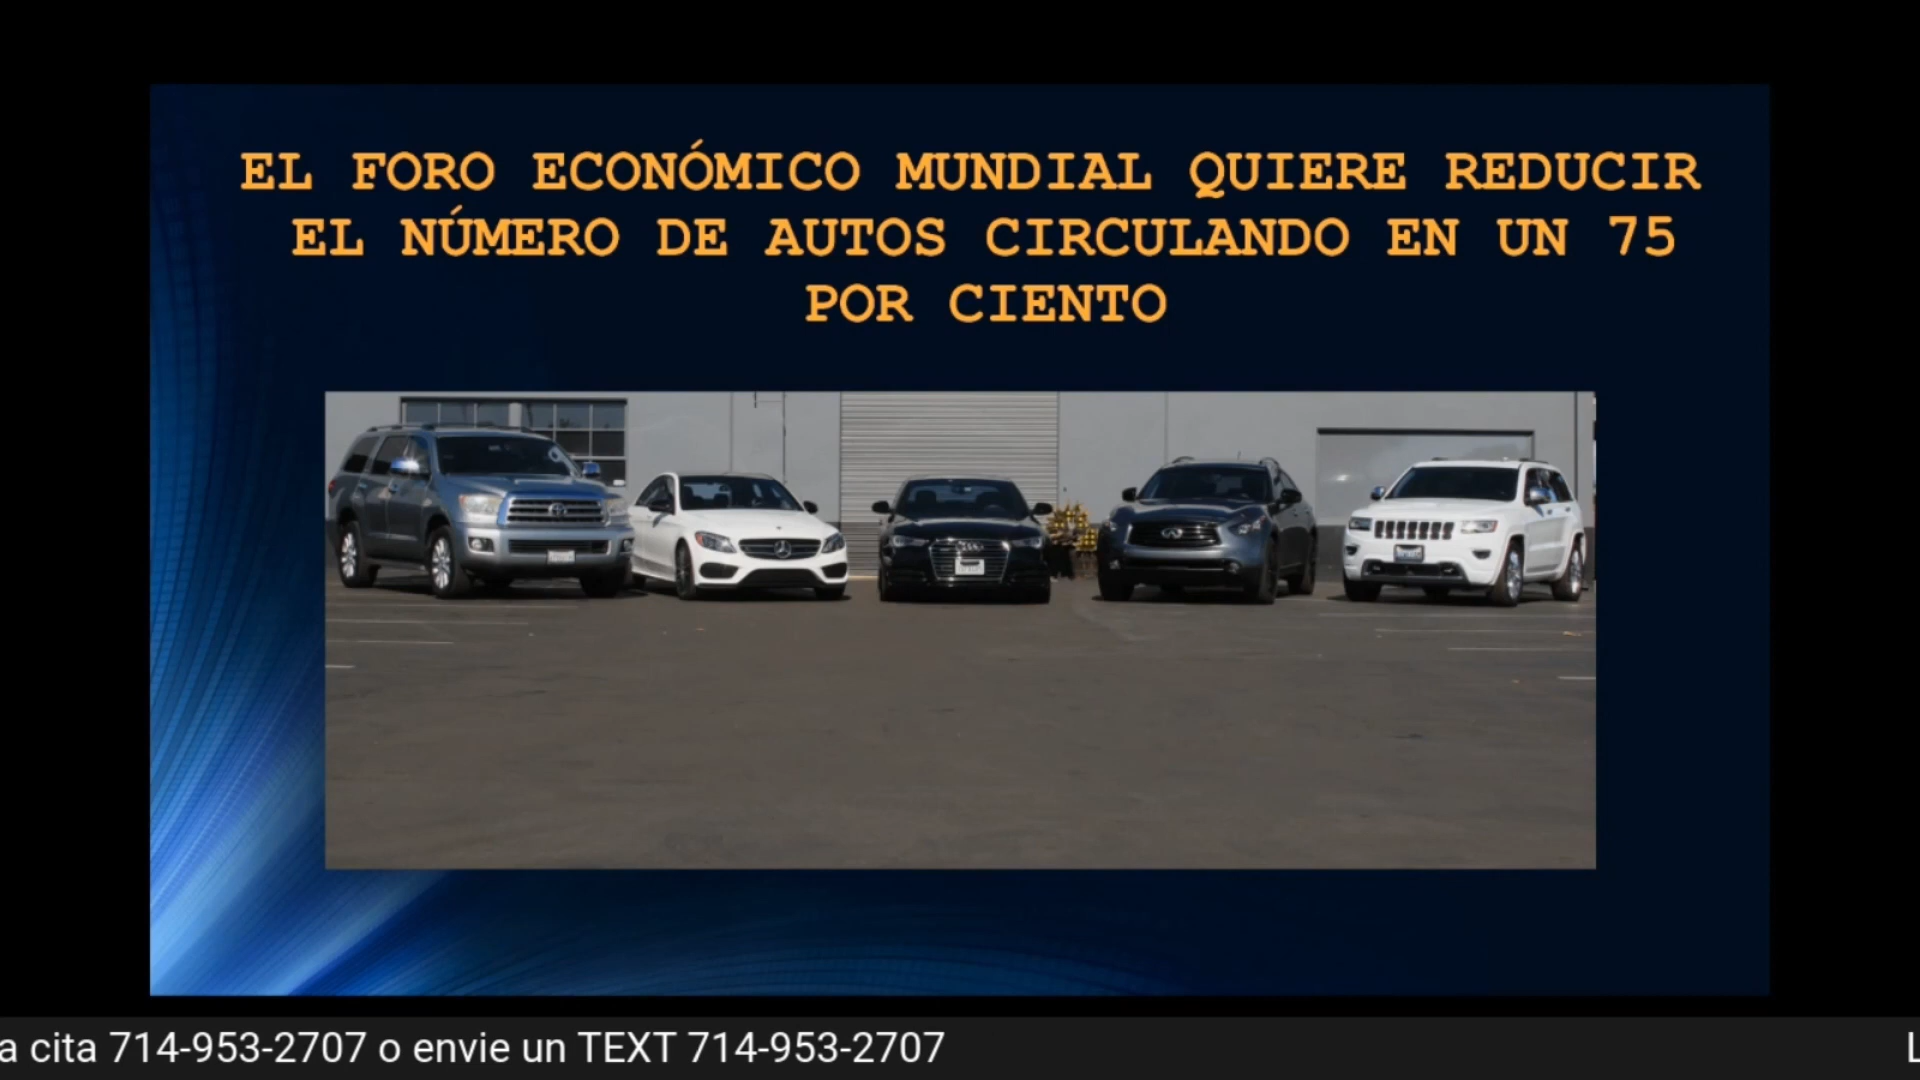 EL FORO ECONÓMICO MUNDIAL QUIERE REDUCIR
EL NÚMERO DE AUTOS CIRCULANDO EN UN 75
POR CIENTO
a cita 714-953-2707 o envie un TEXT 714-953-2707
L